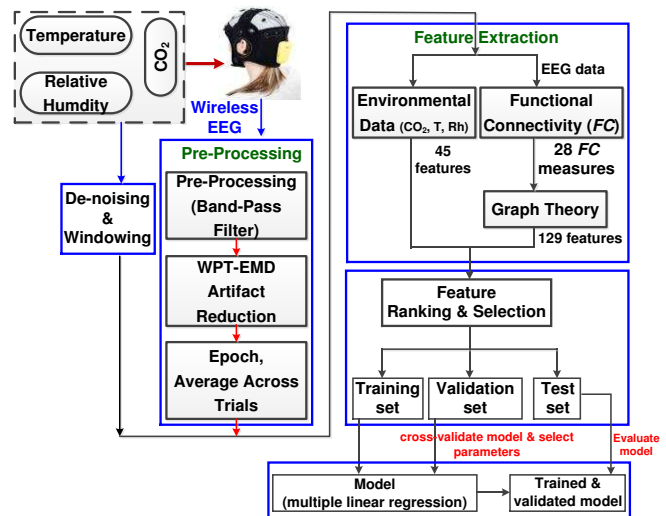 Temperature
CO2
Relative
Humdity
Wireless
EEG
De-noising
&
Windowing
Pre-Processing
Pre-Processing
(Band-Pass
Filter)
WPT-EMD
Artifact
Reduction
Epoch,
Average Across
Trials
Feature Extraction
EEG data
Environmental
Data (CO2, T, Rh)
Functional
Connectivity (FC)
45
features
28 FC
measures
Graph Theory
129 features
Feature
Ranking & Selection
Training
set
Validation
set
Test
set
cross-validate model & select
parameters
Evaluate
model
Model
(multiple linear regression)
Trained &
validated model